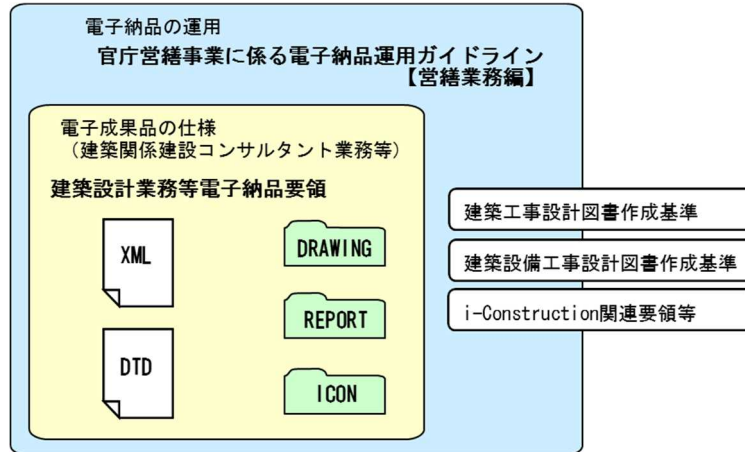 電子納品の運用
官庁営繕事業に係る電子納品運用ガイドライン
【営繕業務編】
電子成果品の仕様
（建築関係建設コンサルタント業務等）
建築設計業務等電子納品要領
XML
DRAWING
REPORT
DTD
ICON
建築工事設計図書作成基準
建築設備工事設計図書作成基準
i-Construction関連要領等